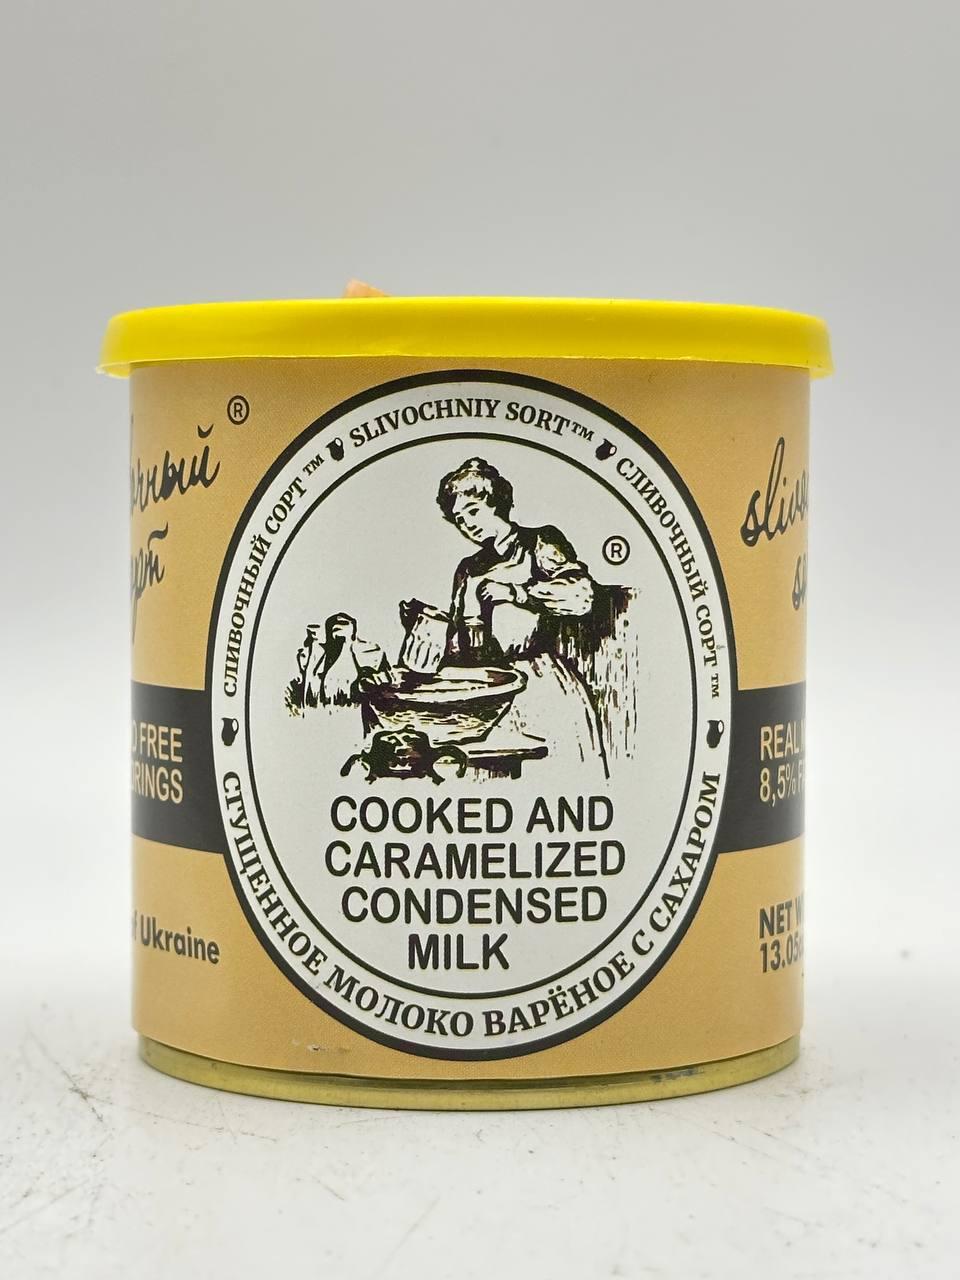 ®
СЛИВОЧНЫЙ СОРТ™ SLIVOCHNIY SORT™ СЛИВОЧНЫЙ СОРТ™
®
COOKED AND
CARAMELIZED
CONDENSED
MILK
СГУЩЕННОЕ МОЛОКО ВАРЁНОЕ С САХАРОМ
FREE
Ukraine
REAL
8,5%
NET
13.05